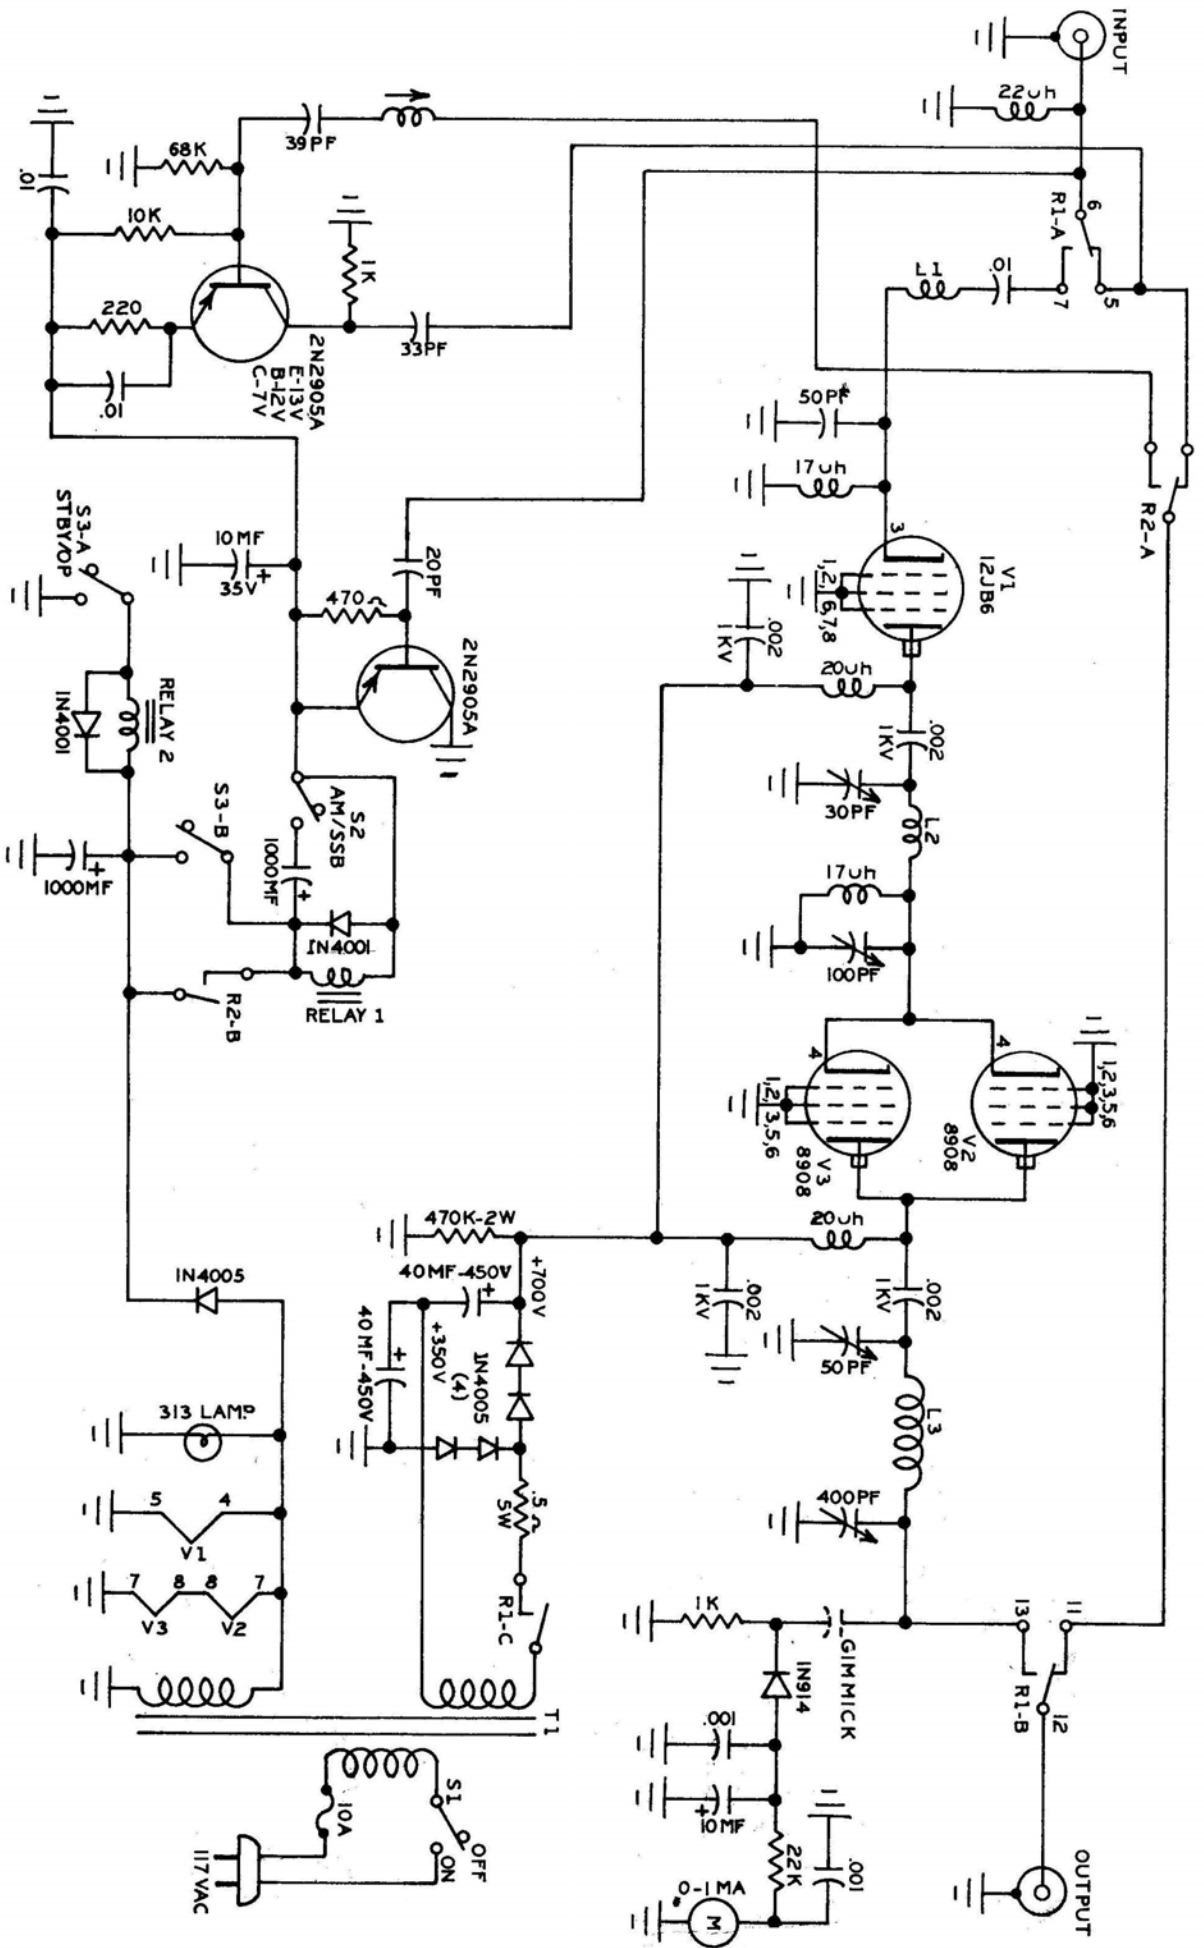 INPUT
22uh
R1-A
6
5
7
.01
L1
39PF
68K
.01
10K
1K
220
33PF
.01
2N2905A
E-13V
B-12V
C-7V
50PF
17uh
3
V1
12JB6
1,2,6,7,8
R2-A
.002
1KV
20uh
.002
1KV
30PF
L2
17uh
100PF
10MF
35V
+
20PF
470
2N2905A
S3-A
STBY/OP
RELAY 2
1N4001
S3-B
S2
AM/SSB
1000MF
+
1000MF
+
1N4001
RELAY 1
R2-B
4
4
1,2,3,5,6
1,2,3,5,6
V2
8908
V3
8908
470K-2W
20uh
.002
1KV
.002
1KV
+700V
40MF-450V
+
+350V
40MF-450V
+
1N4005
(4)
50PF
L3
1N4005
313 LAMP
5
4
V1
7
8
8
7
V3
V2
.5
5W
R1-C
400PF
1K
GIMMICK
13
11
12
R1-B
1N914
.001
10MF
+
22K
.001
0-1MA
M
T1
S1
OFF
ON
10A
117VAC
OUTPUT